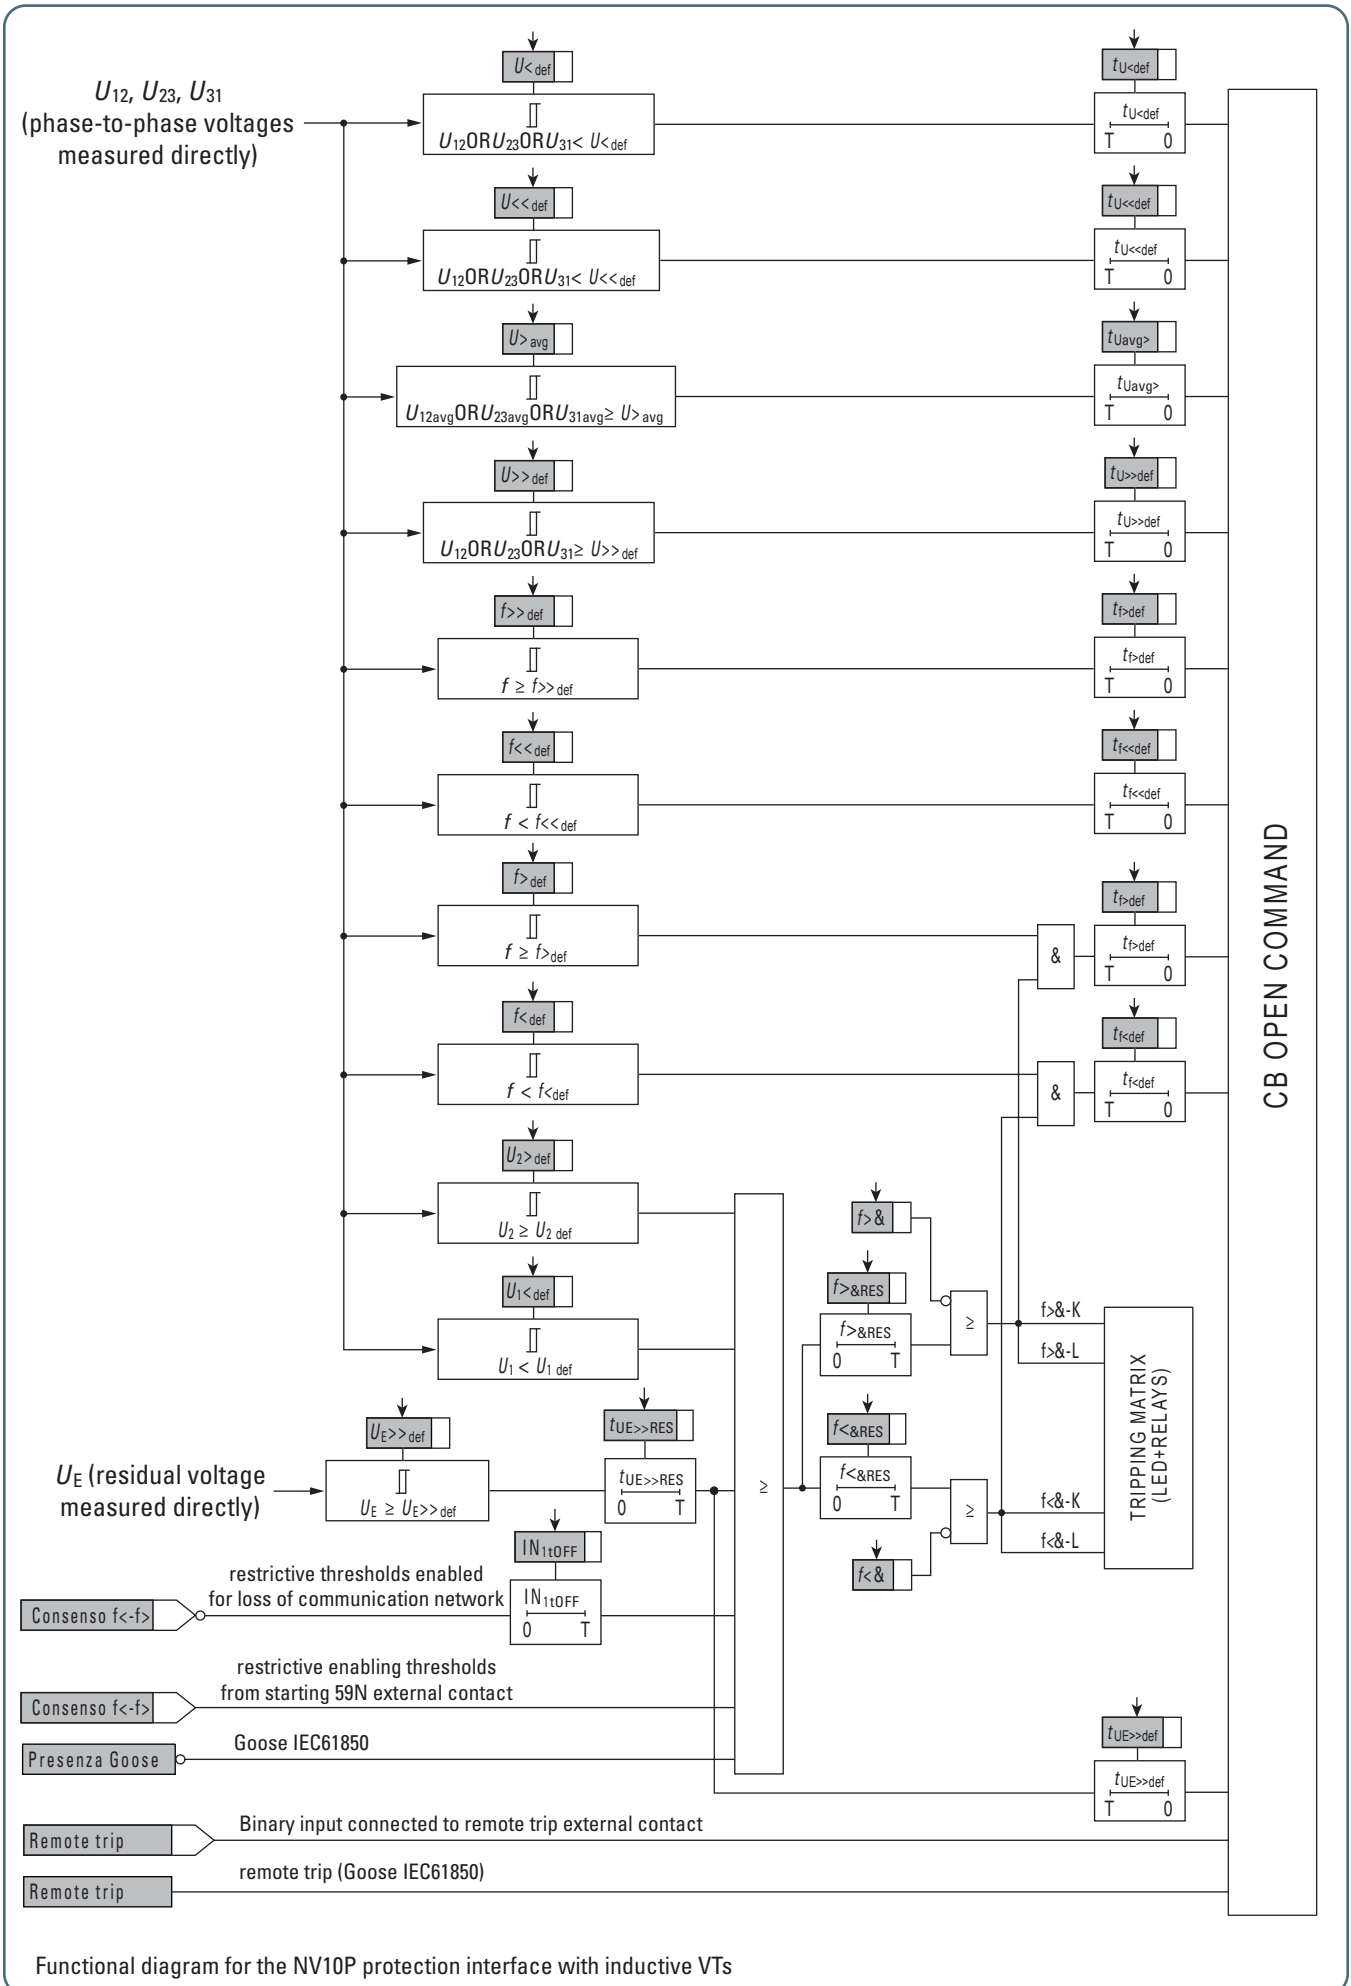 U<def
tU<def
U12, U23, U31
(phase-to-phase voltages
measured directly)
U12ORU23ORU31< U<def
tU<def
T 0
U<<def
tU<<def
U12ORU23ORU31< U<<def
tU<<def
T 0
U>avg
tUavg>
U12avgORU23avgORU31avg≥ U>avg
tUavg>
T 0
U>>def
tU>>def
U12ORU23ORU31≥ U>>def
tU>>def
T 0
f>>def
tf>def
f ≥ f>>def
tf>def
T 0
f<<def
tf<<def
f < f<<def
tf<<def
T 0
CB OPEN COMMAND
f>def
tf>def
f ≥ f>def
&
tf>def
T 0
f<def
tf<def
f < f<def
&
tf<def
T 0
U2>def
U2 ≥ U2 def
f>&
U1<def
U1 < U1 def
f>&RES
f>&RES
0 T
≥
f>&-K
f>&-L
TRIPPING MATRIX
(LED+RELAYS)
UE>>def
tUE>>RES
UE (residual voltage
measured directly)
UE ≥ UE>>def
tUE>>RES
0 T
≥
f<&RES
f<&RES
0 T
≥
f<&-K
f<&-L
f<&
IN1tOFF
restrictive thresholds enabled
for loss of communication network
Consenso f<-f>
IN1tOFF
0 T
restrictive enabling thresholds
from starting 59N external contact
Consenso f<-f>
Goose IEC61850
Presenza Goose
tUE>>def
tUE>>def
T 0
Binary input connected to remote trip external contact
Remote trip
remote trip (Goose IEC61850)
Remote trip
Functional diagram for the NV10P protection interface with inductive VTs